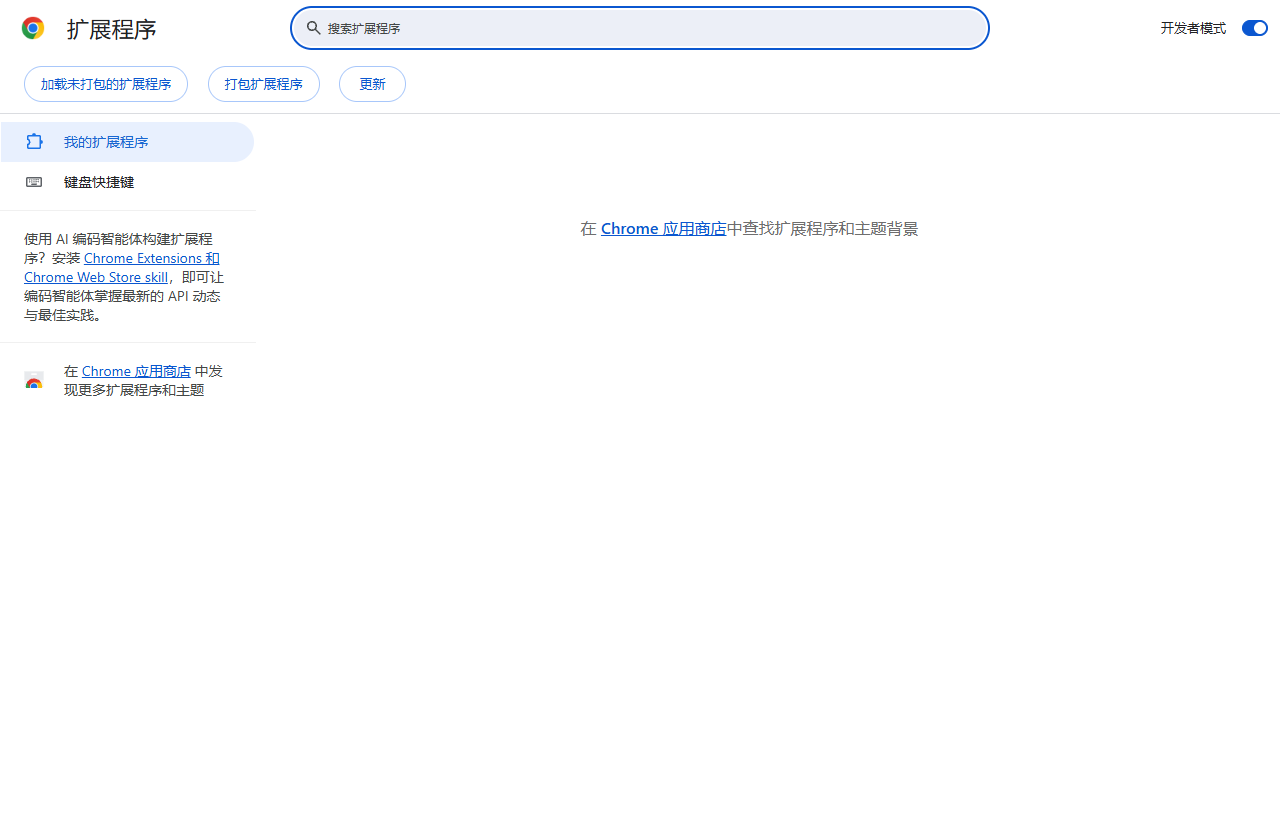 扩展程序
搜索扩展程序
开发者模式
加载未打包的扩展程序
打包扩展程序
更新
我的扩展程序
键盘快捷键
使用 AI 编码智能体构建扩展程
序？安装 Chrome Extensions 和
Chrome Web Store skill，即可让
编码智能体掌握最新的 API 动态
与最佳实践。
在 Chrome 应用商店 中发
现更多扩展程序和主题
在 Chrome 应用商店中查找扩展程序和主题背景